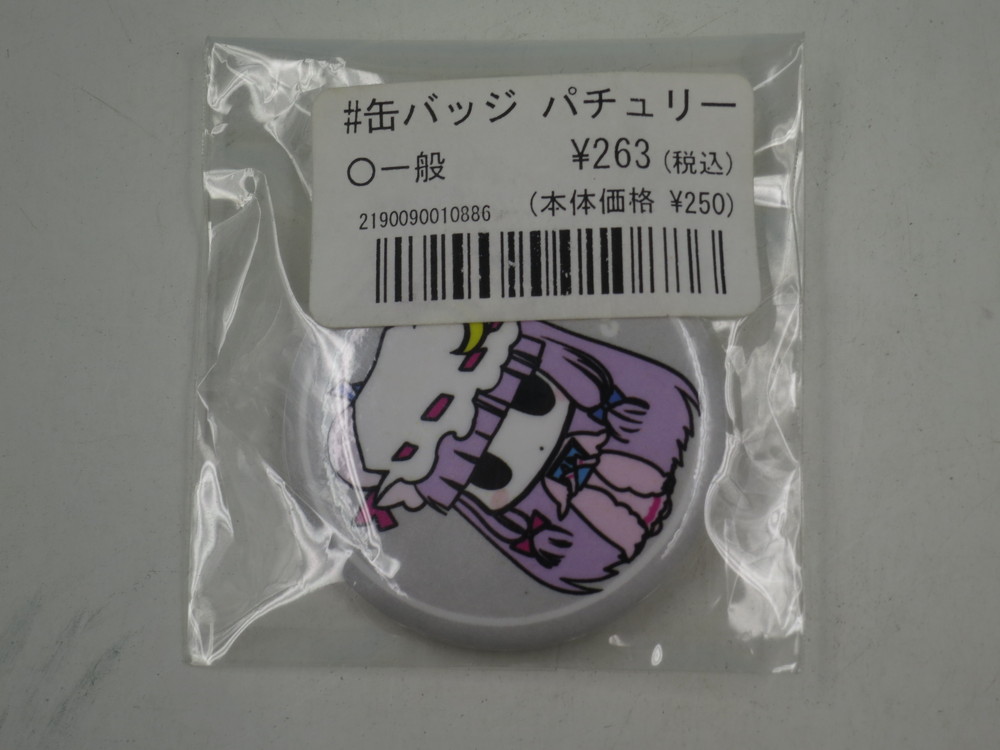 #缶バッジ パチュリー
〇一般 ¥263(税込)
2190090010886 (本体価格 ¥250)